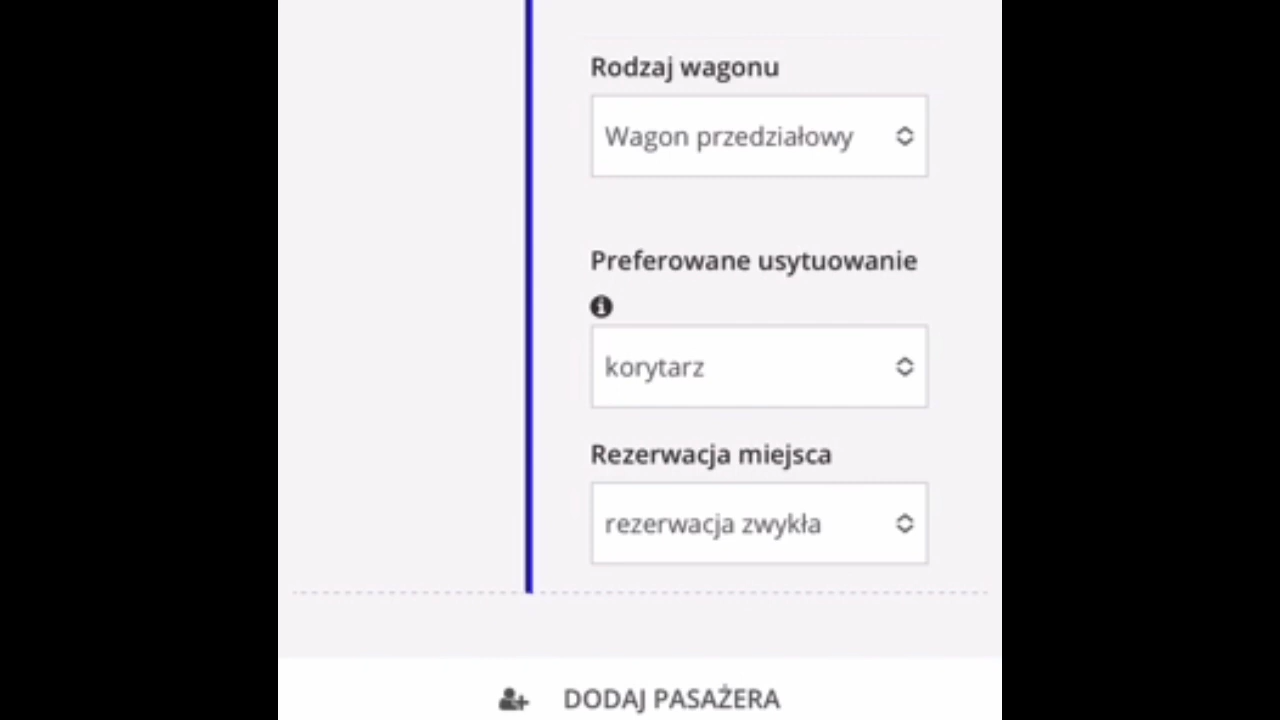 Rodzaj wagonu
Wagon przedziałowy
Preferowane usytuowanie
korytarz
Rezerwacja miejsca
rezerwacja zwykła
DODAJ PASAŻERA